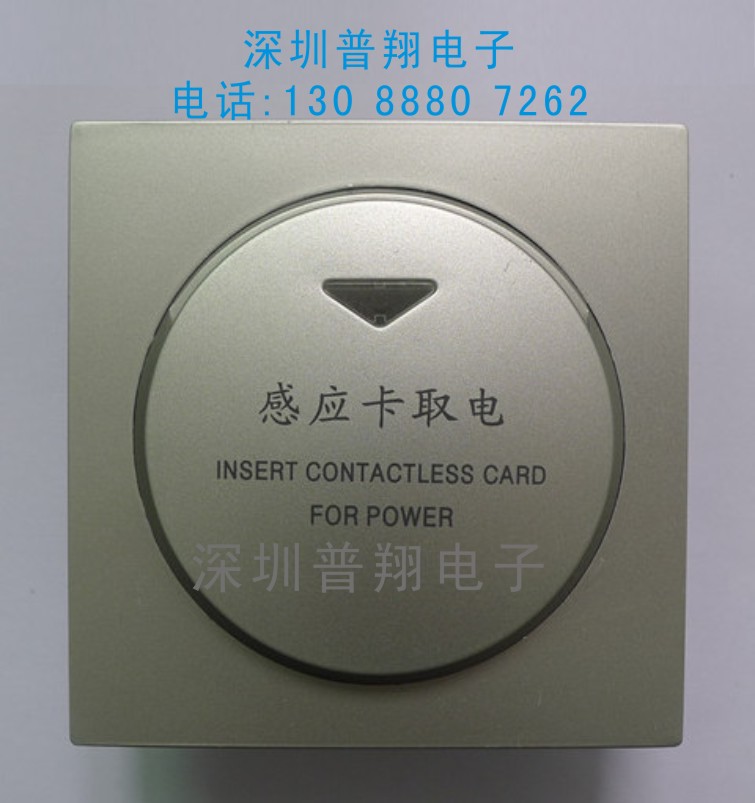 深圳普翔电子
电话:130 8880 7262
感应卡取电
INSERT CONTACTLESS CARD
FOR POWER
深圳普翔电子